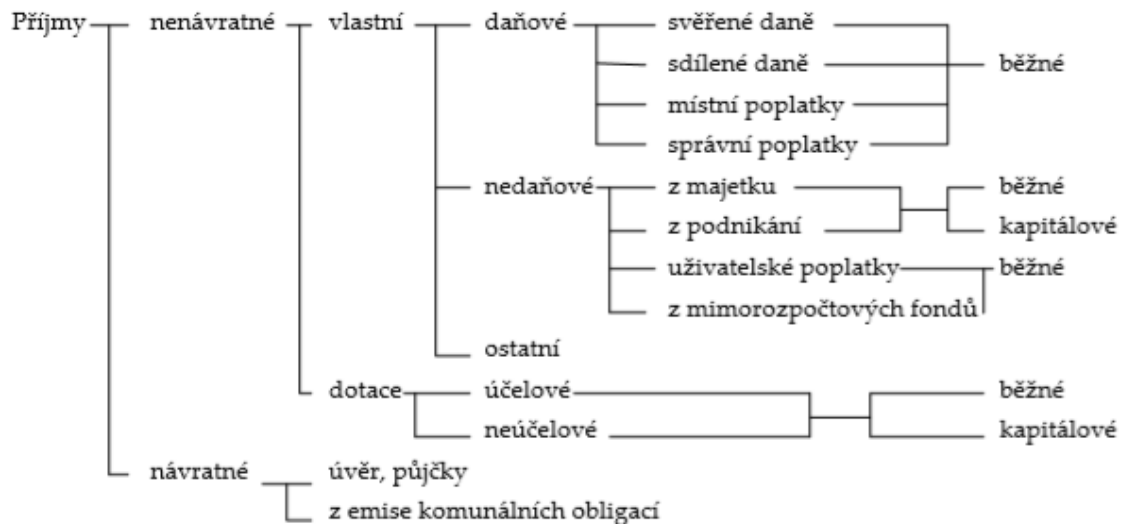 Příjmy nenávratné vlastní daňové svěřené daně
sdílené daně běžné
místní poplatky
správní poplatky
nedaňové z majetku běžné
z podnikání kapitálové
uživatelské poplatky běžné
z mimorozpočtových fondů
ostatní
dotace účelové běžné
neúčelové kapitálové
návratné úvěr, půjčky
z emise komunálních obligací